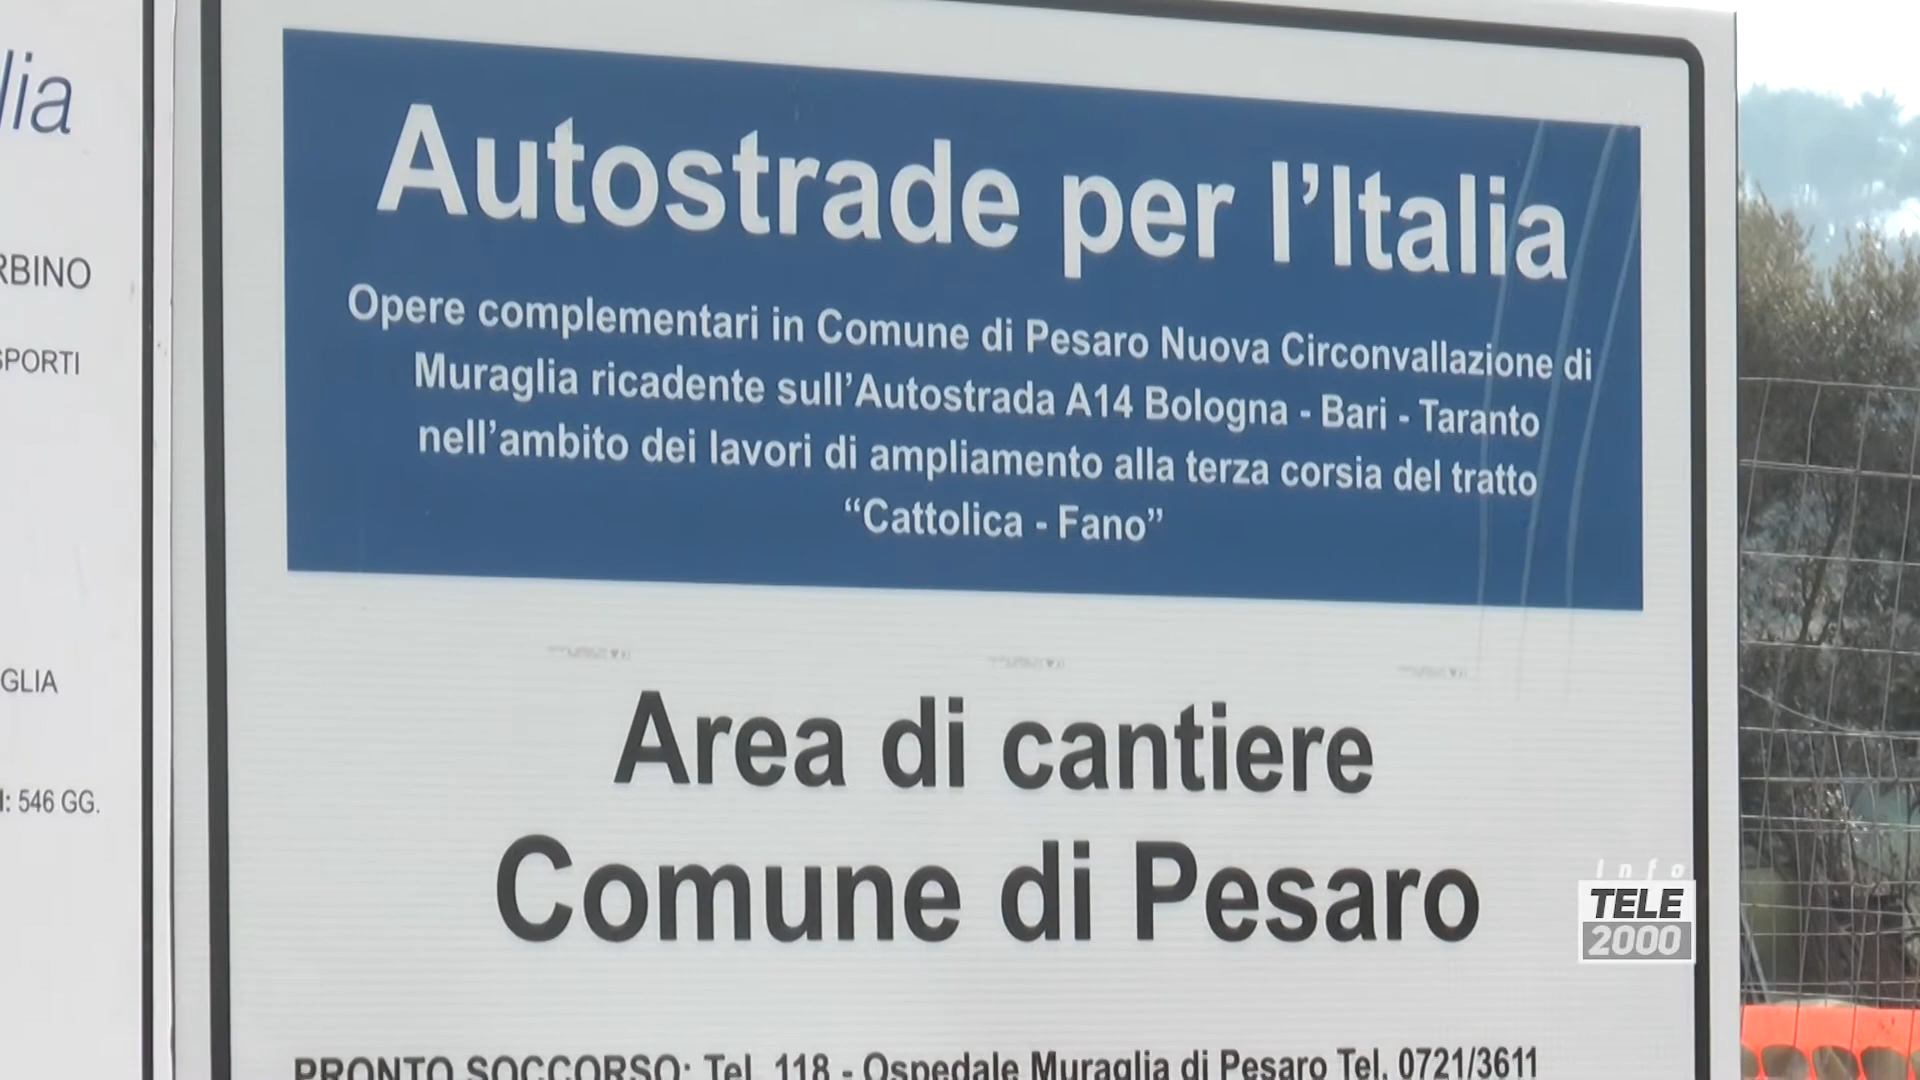 lia
RBINO
SPORTI
GLIA
I: 546 GG.
Autostrade per l’Italia
Opere complementari in Comune di Pesaro Nuova Circonvallazione di
Muraglia ricadente sull’Autostrada A14 Bologna - Bari - Taranto
nell’ambito dei lavori di ampliamento alla terza corsia del tratto
“Cattolica - Fano”
Area di cantiere
Comune di Pesaro
PRONTO SOCCORSO: Tel. 118 - Ospedale Muraglia di Pesaro Tel. 0721/3611
Info
TELE
2000